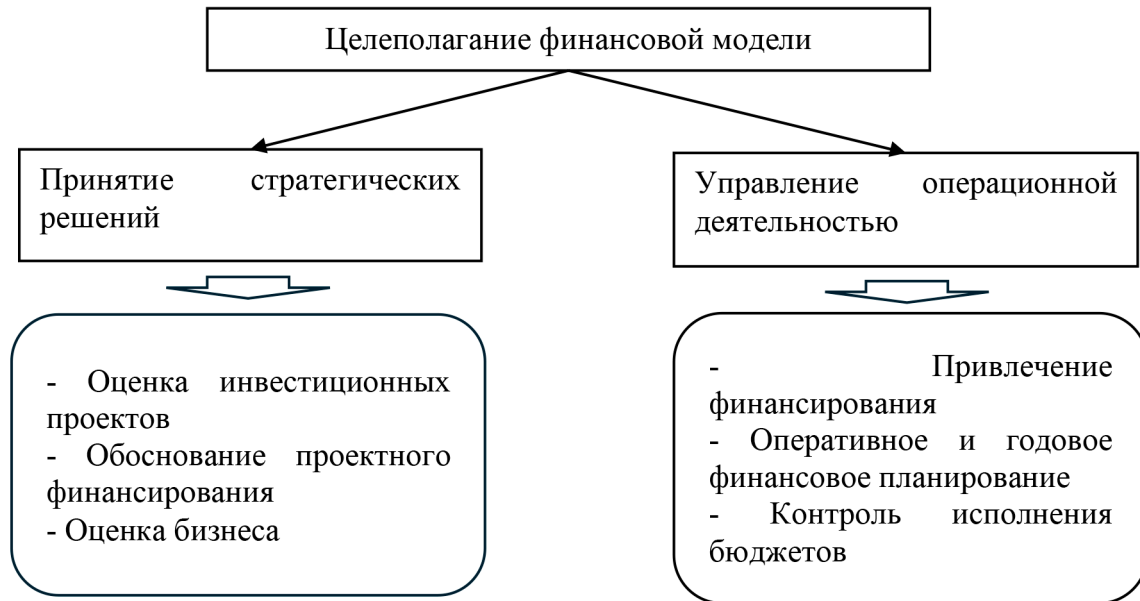 Целеполагание финансовой модели
Принятие стратегических
решений
Управление операционной
деятельностью
- Оценка инвестиционных
проектов
- Обоснование проектного
финансирования
- Оценка бизнеса
- Привлечение
финансирования
- Оперативное и годовое
финансовое планирование
- Контроль исполнения
бюджетов